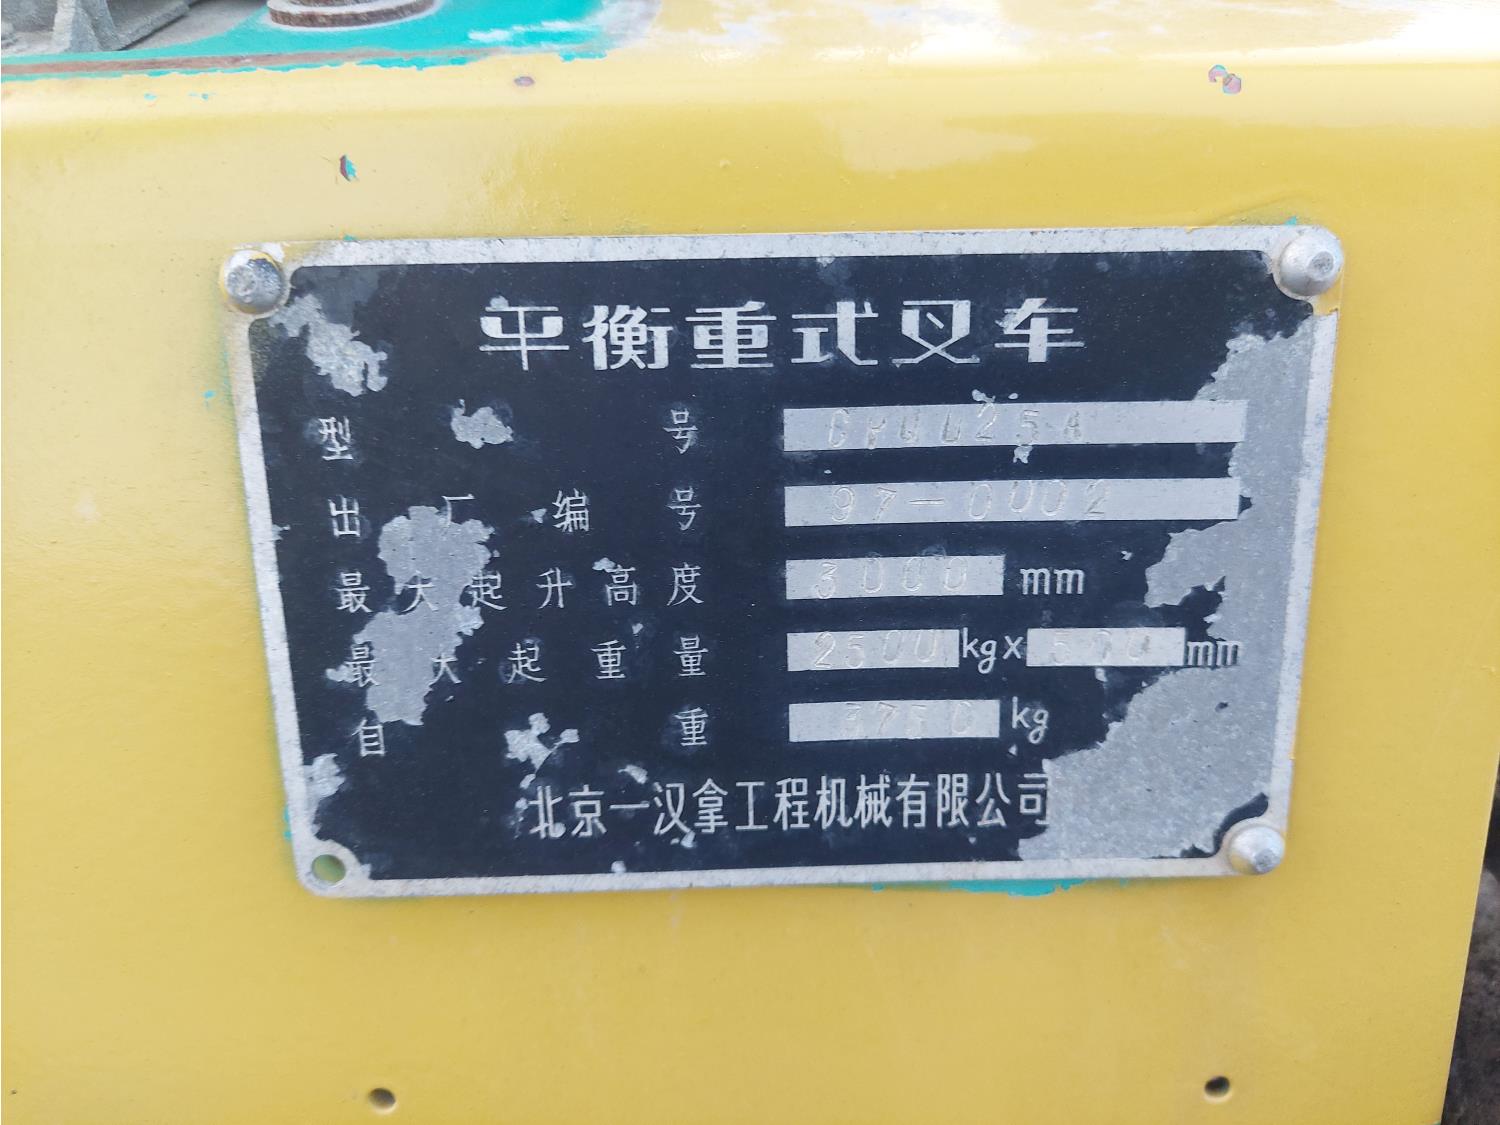 平衡重式叉车
型 号
出厂编号 97-0002
最大起升高度 3000 mm
最大起重量 2500 kg x 500 mm
自重 kg
北京一汉拿工程机械有限公司